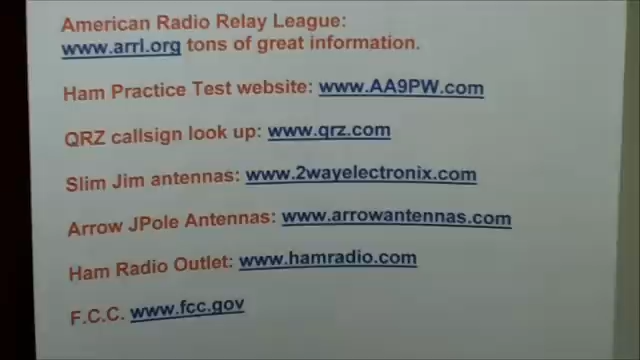 American Radio Relay League:
www.arrl.org tons of great information.
Ham Practice Test website: www.AA9PW.com
QRZ callsign look up: www.qrz.com
Slim Jim antennas: www.2wayelectronix.com
Arrow JPole Antennas: www.arrowantennas.com
Ham Radio Outlet: www.hamradio.com
F.C.C. www.fcc.gov